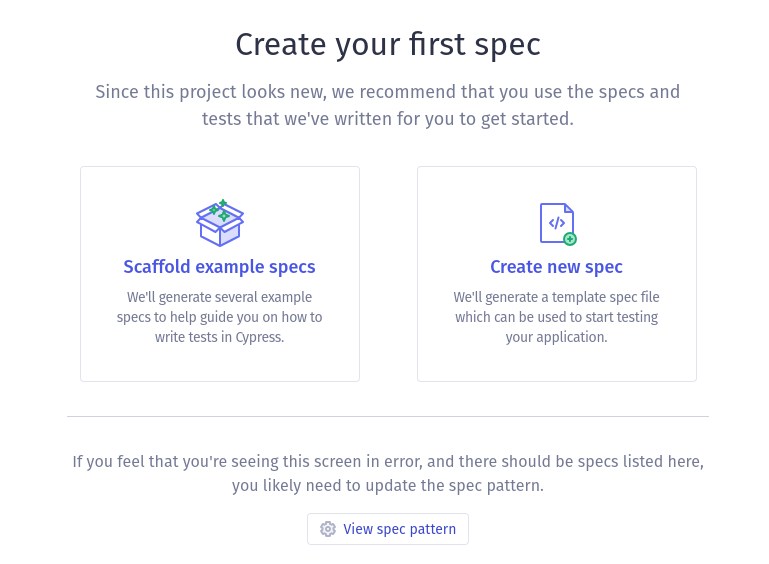 Create your first spec
Since this project looks new, we recommend that you use the specs and
tests that we've written for you to get started.
Scaffold example specs
We'll generate several example
specs to help guide you on how to
write tests in Cypress.
Create new spec
We'll generate a template spec file
which can be used to start testing
your application.
If you feel that you're seeing this screen in error, and there should be specs listed here,
you likely need to update the spec pattern.
View spec pattern